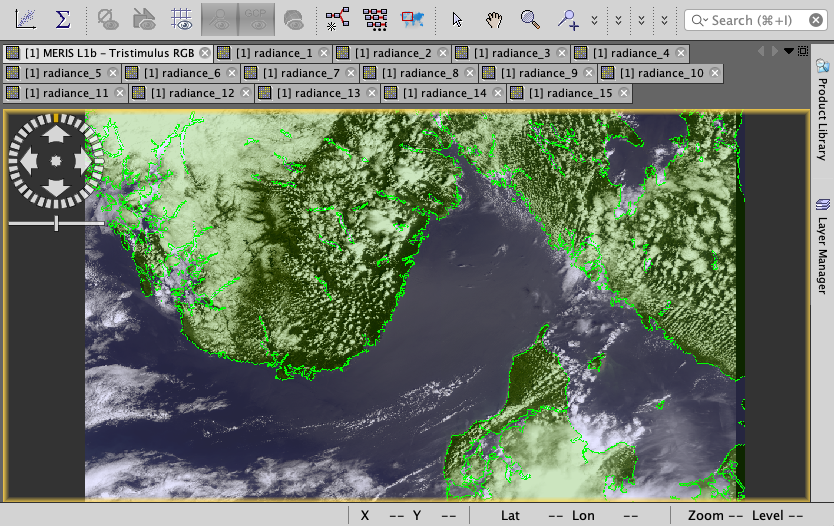 Σ
GCP
Search (⌘+I)
[1] MERIS L1b – Tristimulus RGB [1] radiance_1 [1] radiance_2 [1] radiance_3 [1] radiance_4
[1] radiance_5 [1] radiance_6 [1] radiance_7 [1] radiance_8 [1] radiance_9 [1] radiance_10
[1] radiance_11 [1] radiance_12 [1] radiance_13 [1] radiance_14 [1] radiance_15
Product Library
Layer Manager
X -- Y -- Lat -- Lon -- Zoom -- Level --